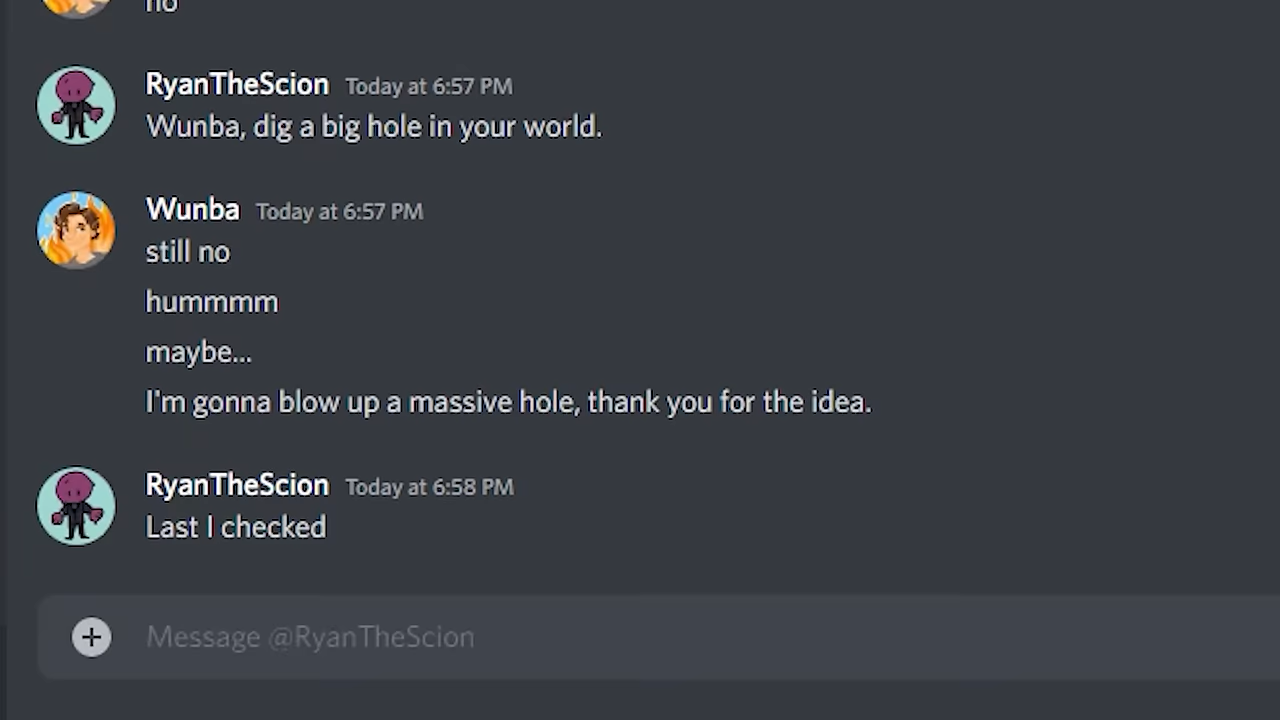 no
RyanTheScion Today at 6:57 PM
Wunba, dig a big hole in your world.
Wunba Today at 6:57 PM
still no
hummmm
maybe...
I'm gonna blow up a massive hole, thank you for the idea.
RyanTheScion Today at 6:58 PM
Last I checked
Message @RyanTheScion